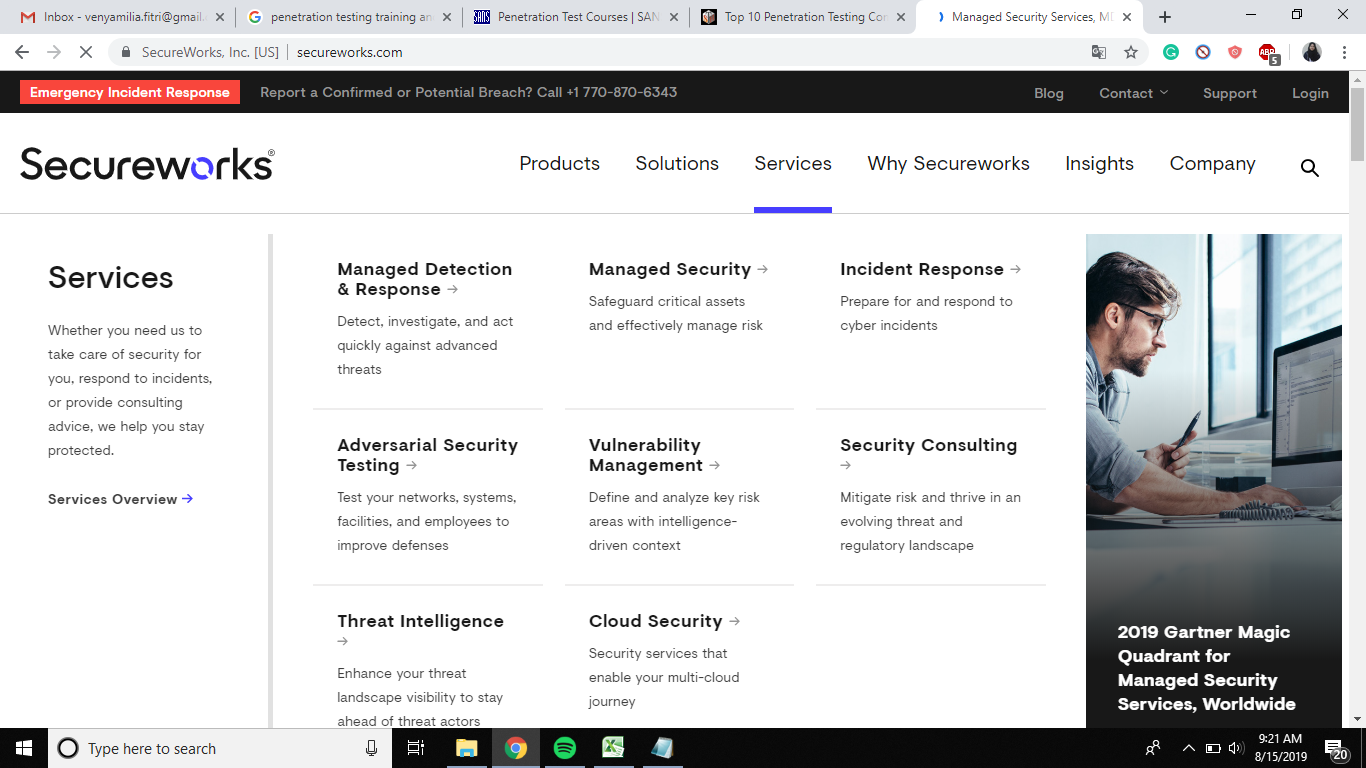 Inbox - venyamilia.fitri@gmail.
penetration testing training an
SANS
Penetration Test Courses | SAN
Top 10 Penetration Testing Con
Managed Security Services, MD
SecureWorks, Inc. [US]
secureworks.com
ABP
5
Emergency Incident Response
Report a Confirmed or Potential Breach? Call +1 770-870-6343
Blog
Contact
Support
Login
Secureworks®
Products
Solutions
Services
Why Secureworks
Insights
Company
Services
Whether you need us to
take care of security for
you, respond to incidents,
or provide consulting
advice, we help you stay
protected.
Services Overview →
Managed Detection
& Response →
Detect, investigate, and act
quickly against advanced
threats
Managed Security →
Safeguard critical assets
and effectively manage risk
Incident Response →
Prepare for and respond to
cyber incidents
Adversarial Security
Testing →
Test your networks, systems,
facilities, and employees to
improve defenses
Vulnerability
Management →
Define and analyze key risk
areas with intelligence-
driven context
Security Consulting
→
Mitigate risk and thrive in an
evolving threat and
regulatory landscape
Threat Intelligence
→
Enhance your threat
landscape visibility to stay
ahead of threat actors
Cloud Security →
Security services that
enable your multi-cloud
journey
2019 Gartner Magic
Quadrant for
Managed Security
Services, Worldwide
Type here to search
9:21 AM
8/15/2019
20